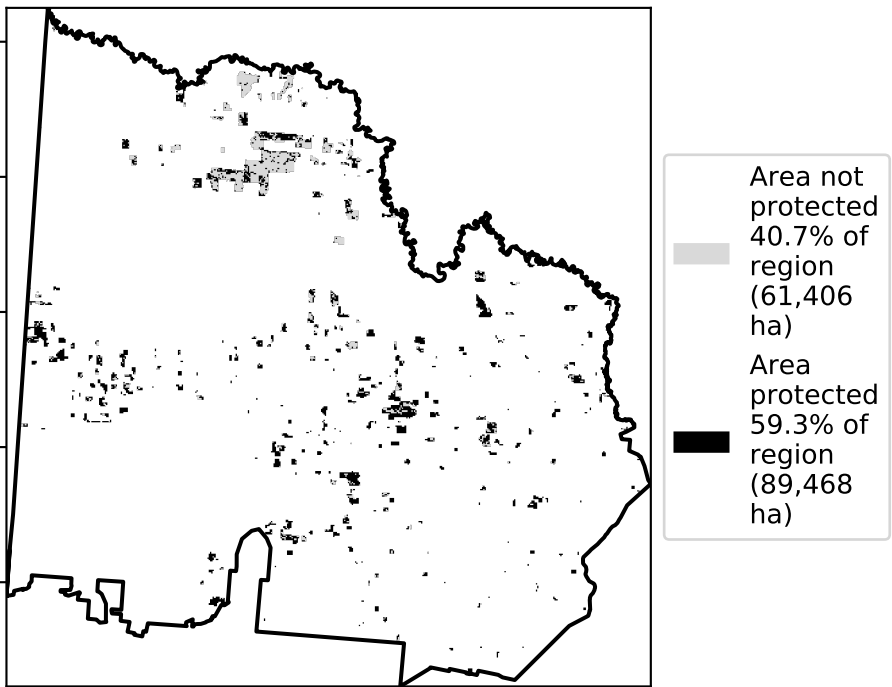 Area not
protected
40.7% of
region
(61,406
ha)
Area
protected
59.3% of
region
(89,468
ha)